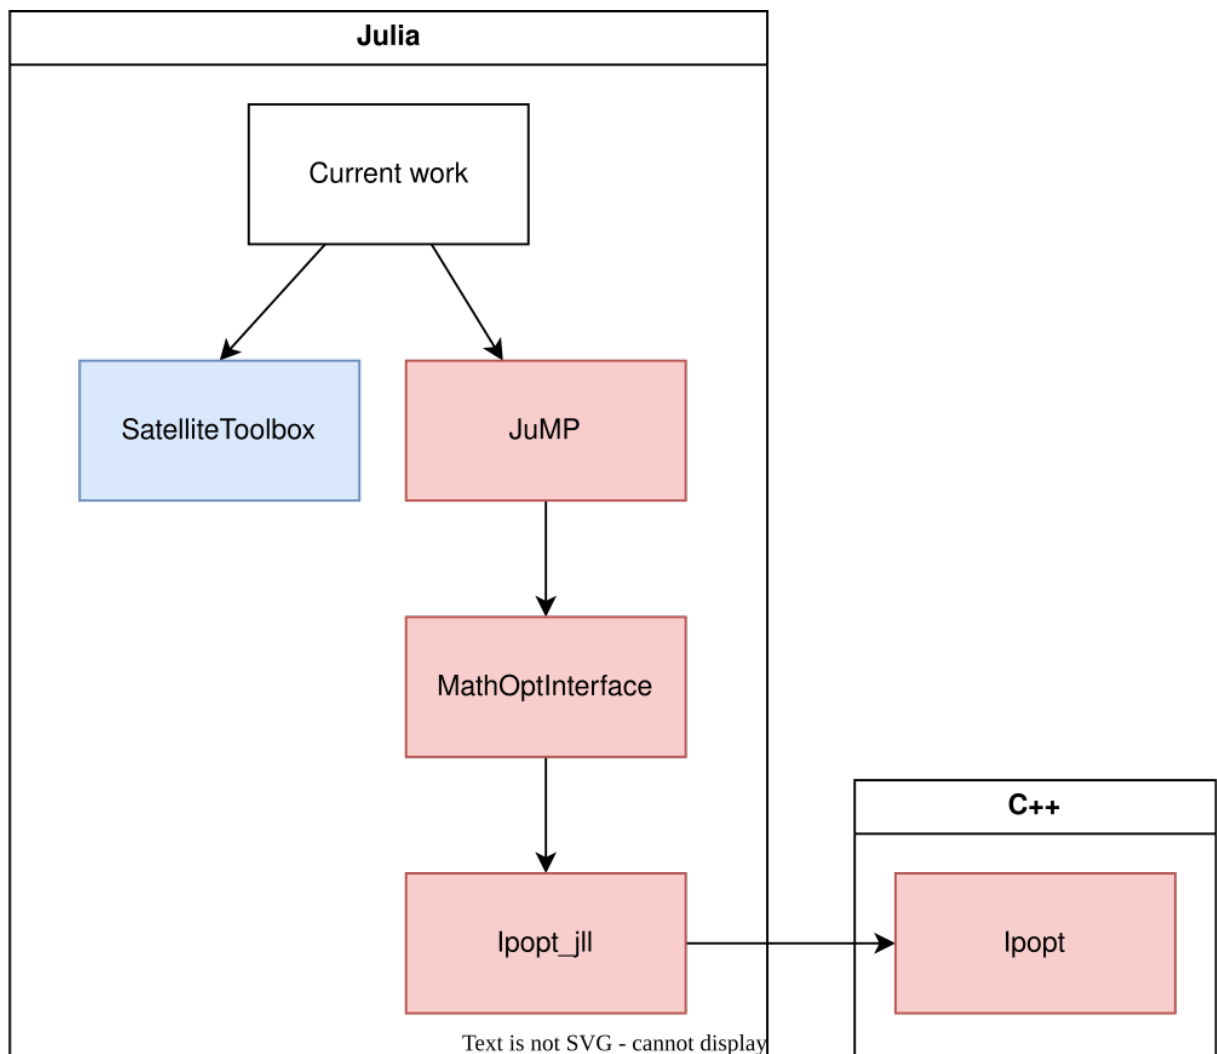 Julia
Current work
SatelliteToolbox
JuMP
MathOptInterface
C++
Ipopt_jll
Ipopt
Text is not SVG - cannot display